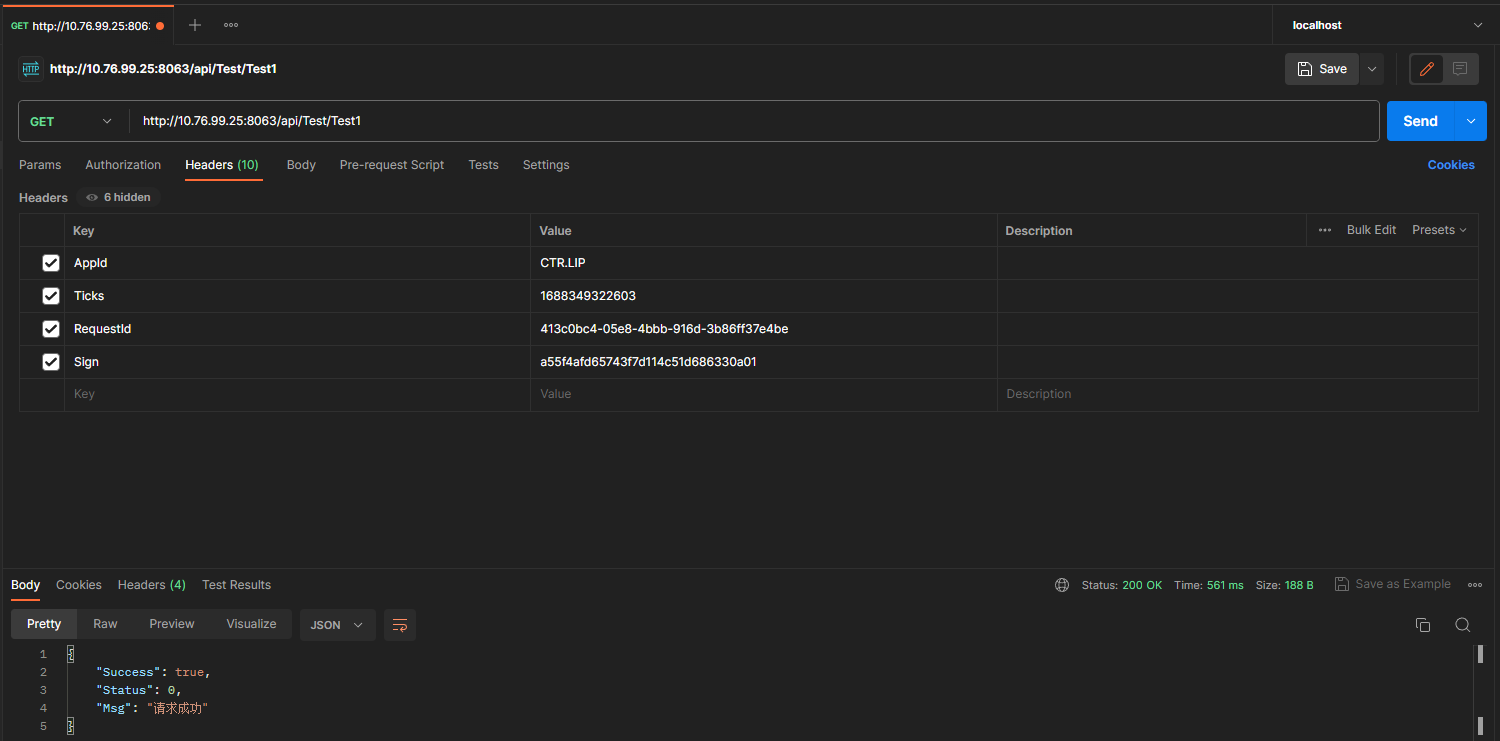 GET http://10.76.99.25:806
localhost
HTTP http://10.76.99.25:8063/api/Test/Test1
Save
GET http://10.76.99.25:8063/api/Test/Test1
Send
Params Authorization Headers (10) Body Pre-request Script Tests Settings Cookies
Headers 6 hidden
Key Value Description Bulk Edit Presets
AppId CTR.LIP
Ticks 1688349322603
RequestId 413c0bc4-05e8-4bbb-916d-3b86ff37e4be
Sign a55f4afd65743f7d114c51d686330a01
Key Value Description
Body Cookies Headers (4) Test Results Status: 200 OK Time: 561 ms Size: 188 B Save as Example
Pretty Raw Preview Visualize JSON
1 {
2 "Success": true,
3 "Status": 0,
4 "Msg": "请求成功"
5 }